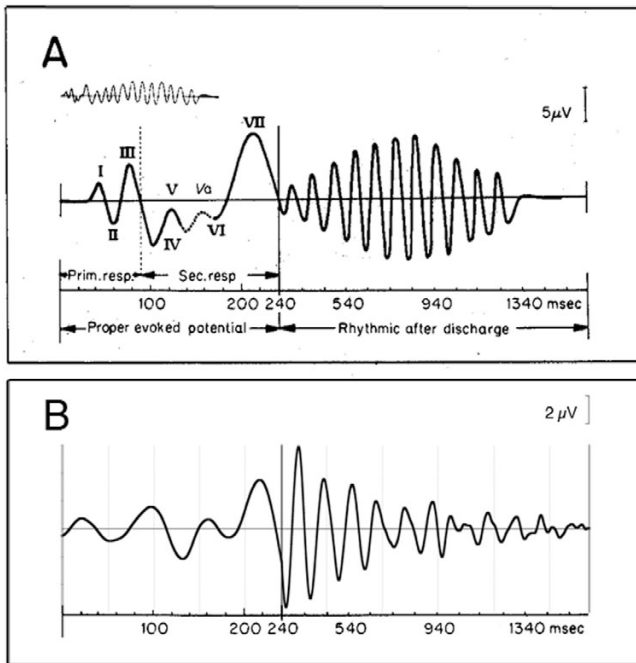 A
5μV
VII
III
I
V
Va
II
IV
VI
Prim.resp. Sec.resp
100 200 240 540 940 1340 msec
Proper evoked potential Rhythmic after discharge
B
2 μV
100 200 240 540 940 1340 msec